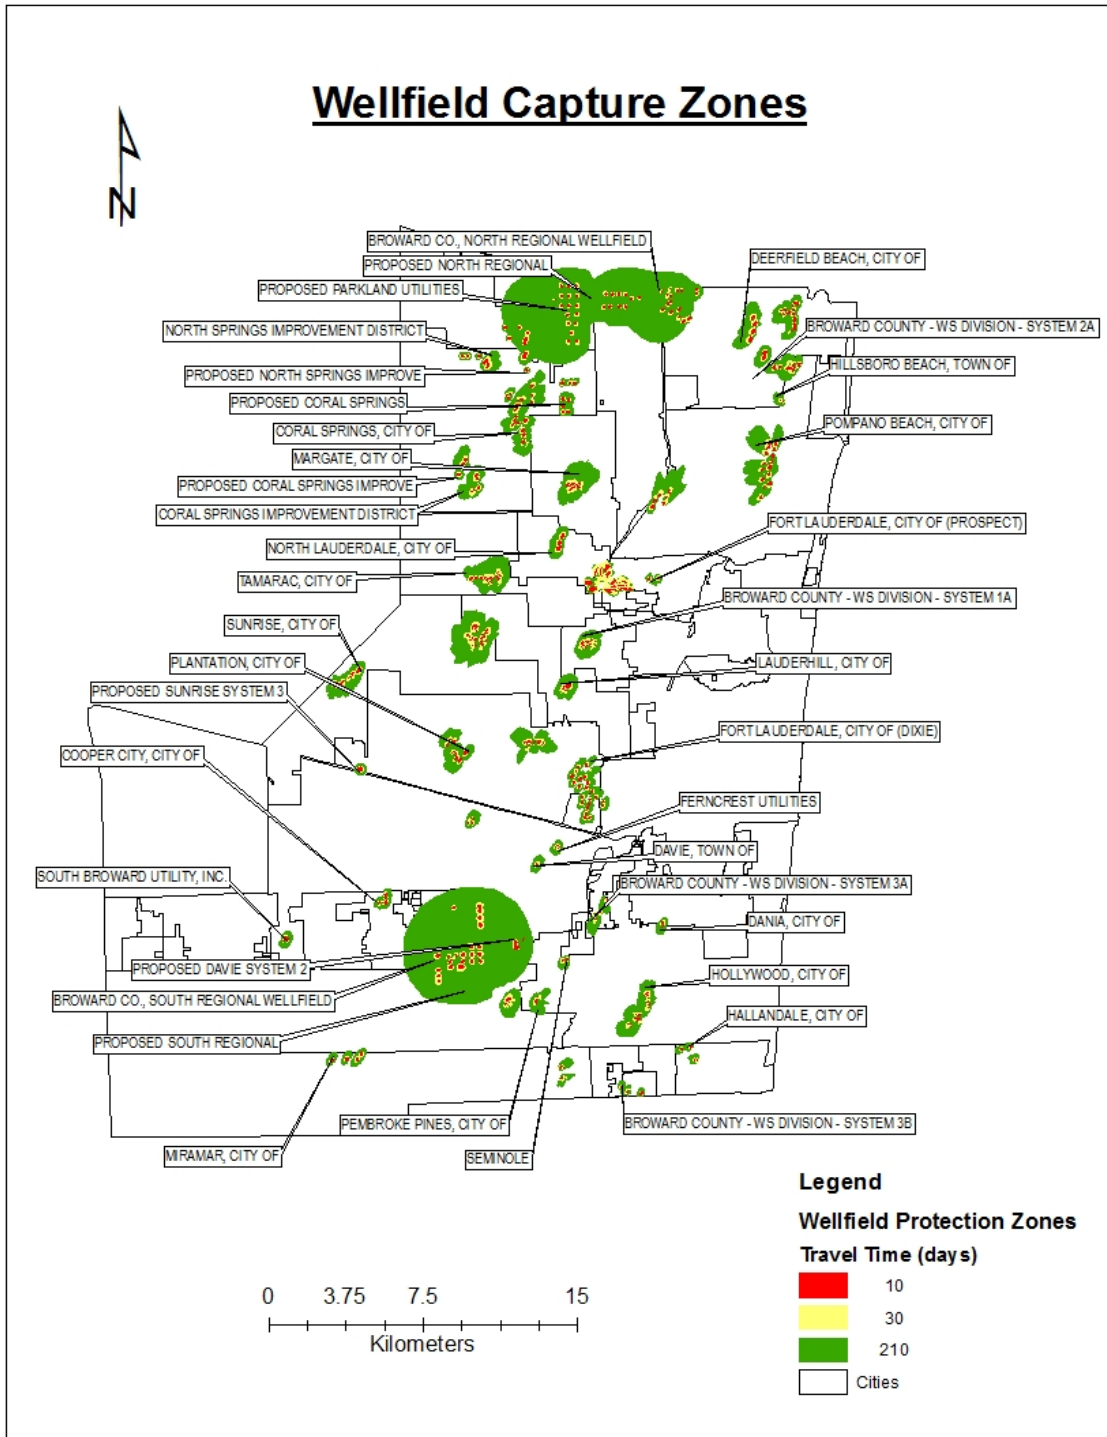 Wellfield Capture Zones
N
BROWARD CO., NORTH REGIONAL WELLFIELD
PROPOSED NORTH REGIONAL
DEERFIELD BEACH, CITY OF
PROPOSED PARKLAND UTILITIES
NORTH SPRINGS IMPROVEMENT DISTRICT
BROWARD COUNTY - WS DIVISION - SYSTEM 2A
HILLSBORO BEACH, TOWN OF
PROPOSED NORTH SPRINGS IMPROVE
PROPOSED CORAL SPRINGS
CORAL SPRINGS, CITY OF
POMPANO BEACH, CITY OF
MARGATE, CITY OF
PROPOSED CORAL SPRINGS IMPROVE
CORAL SPRINGS IMPROVEMENT DISTRICT
FORT LAUDERDALE, CITY OF (PROSPECT)
NORTH LAUDERDALE, CITY OF
TAMARAC, CITY OF
BROWARD COUNTY - WS DIVISION - SYSTEM 1A
SUNRISE, CITY OF
PLANTATION, CITY OF
LAUDERHILL, CITY OF
PROPOSED SUNRISE SYSTEM 3
FORT LAUDERDALE, CITY OF (DIXIE)
COOPER CITY, CITY OF
FERNCREST UTILITIES
DAVIE, TOWN OF
SOUTH BROWARD UTILITY, INC.
BROWARD COUNTY - WS DIVISION - SYSTEM 3A
DANIA, CITY OF
PROPOSED DAVIE SYSTEM 2
HOLLYWOOD, CITY OF
BROWARD CO., SOUTH REGIONAL WELLFIELD
HALLANDALE, CITY OF
PROPOSED SOUTH REGIONAL
PEMBROKE PINES, CITY OF
BROWARD COUNTY - WS DIVISION - SYSTEM 3B
MIRAMAR, CITY OF
SEMINOLE
Legend
Wellfield Protection Zones
Travel Time (days)
10
30
210
Cities
0 3.75 7.5 15
Kilometers